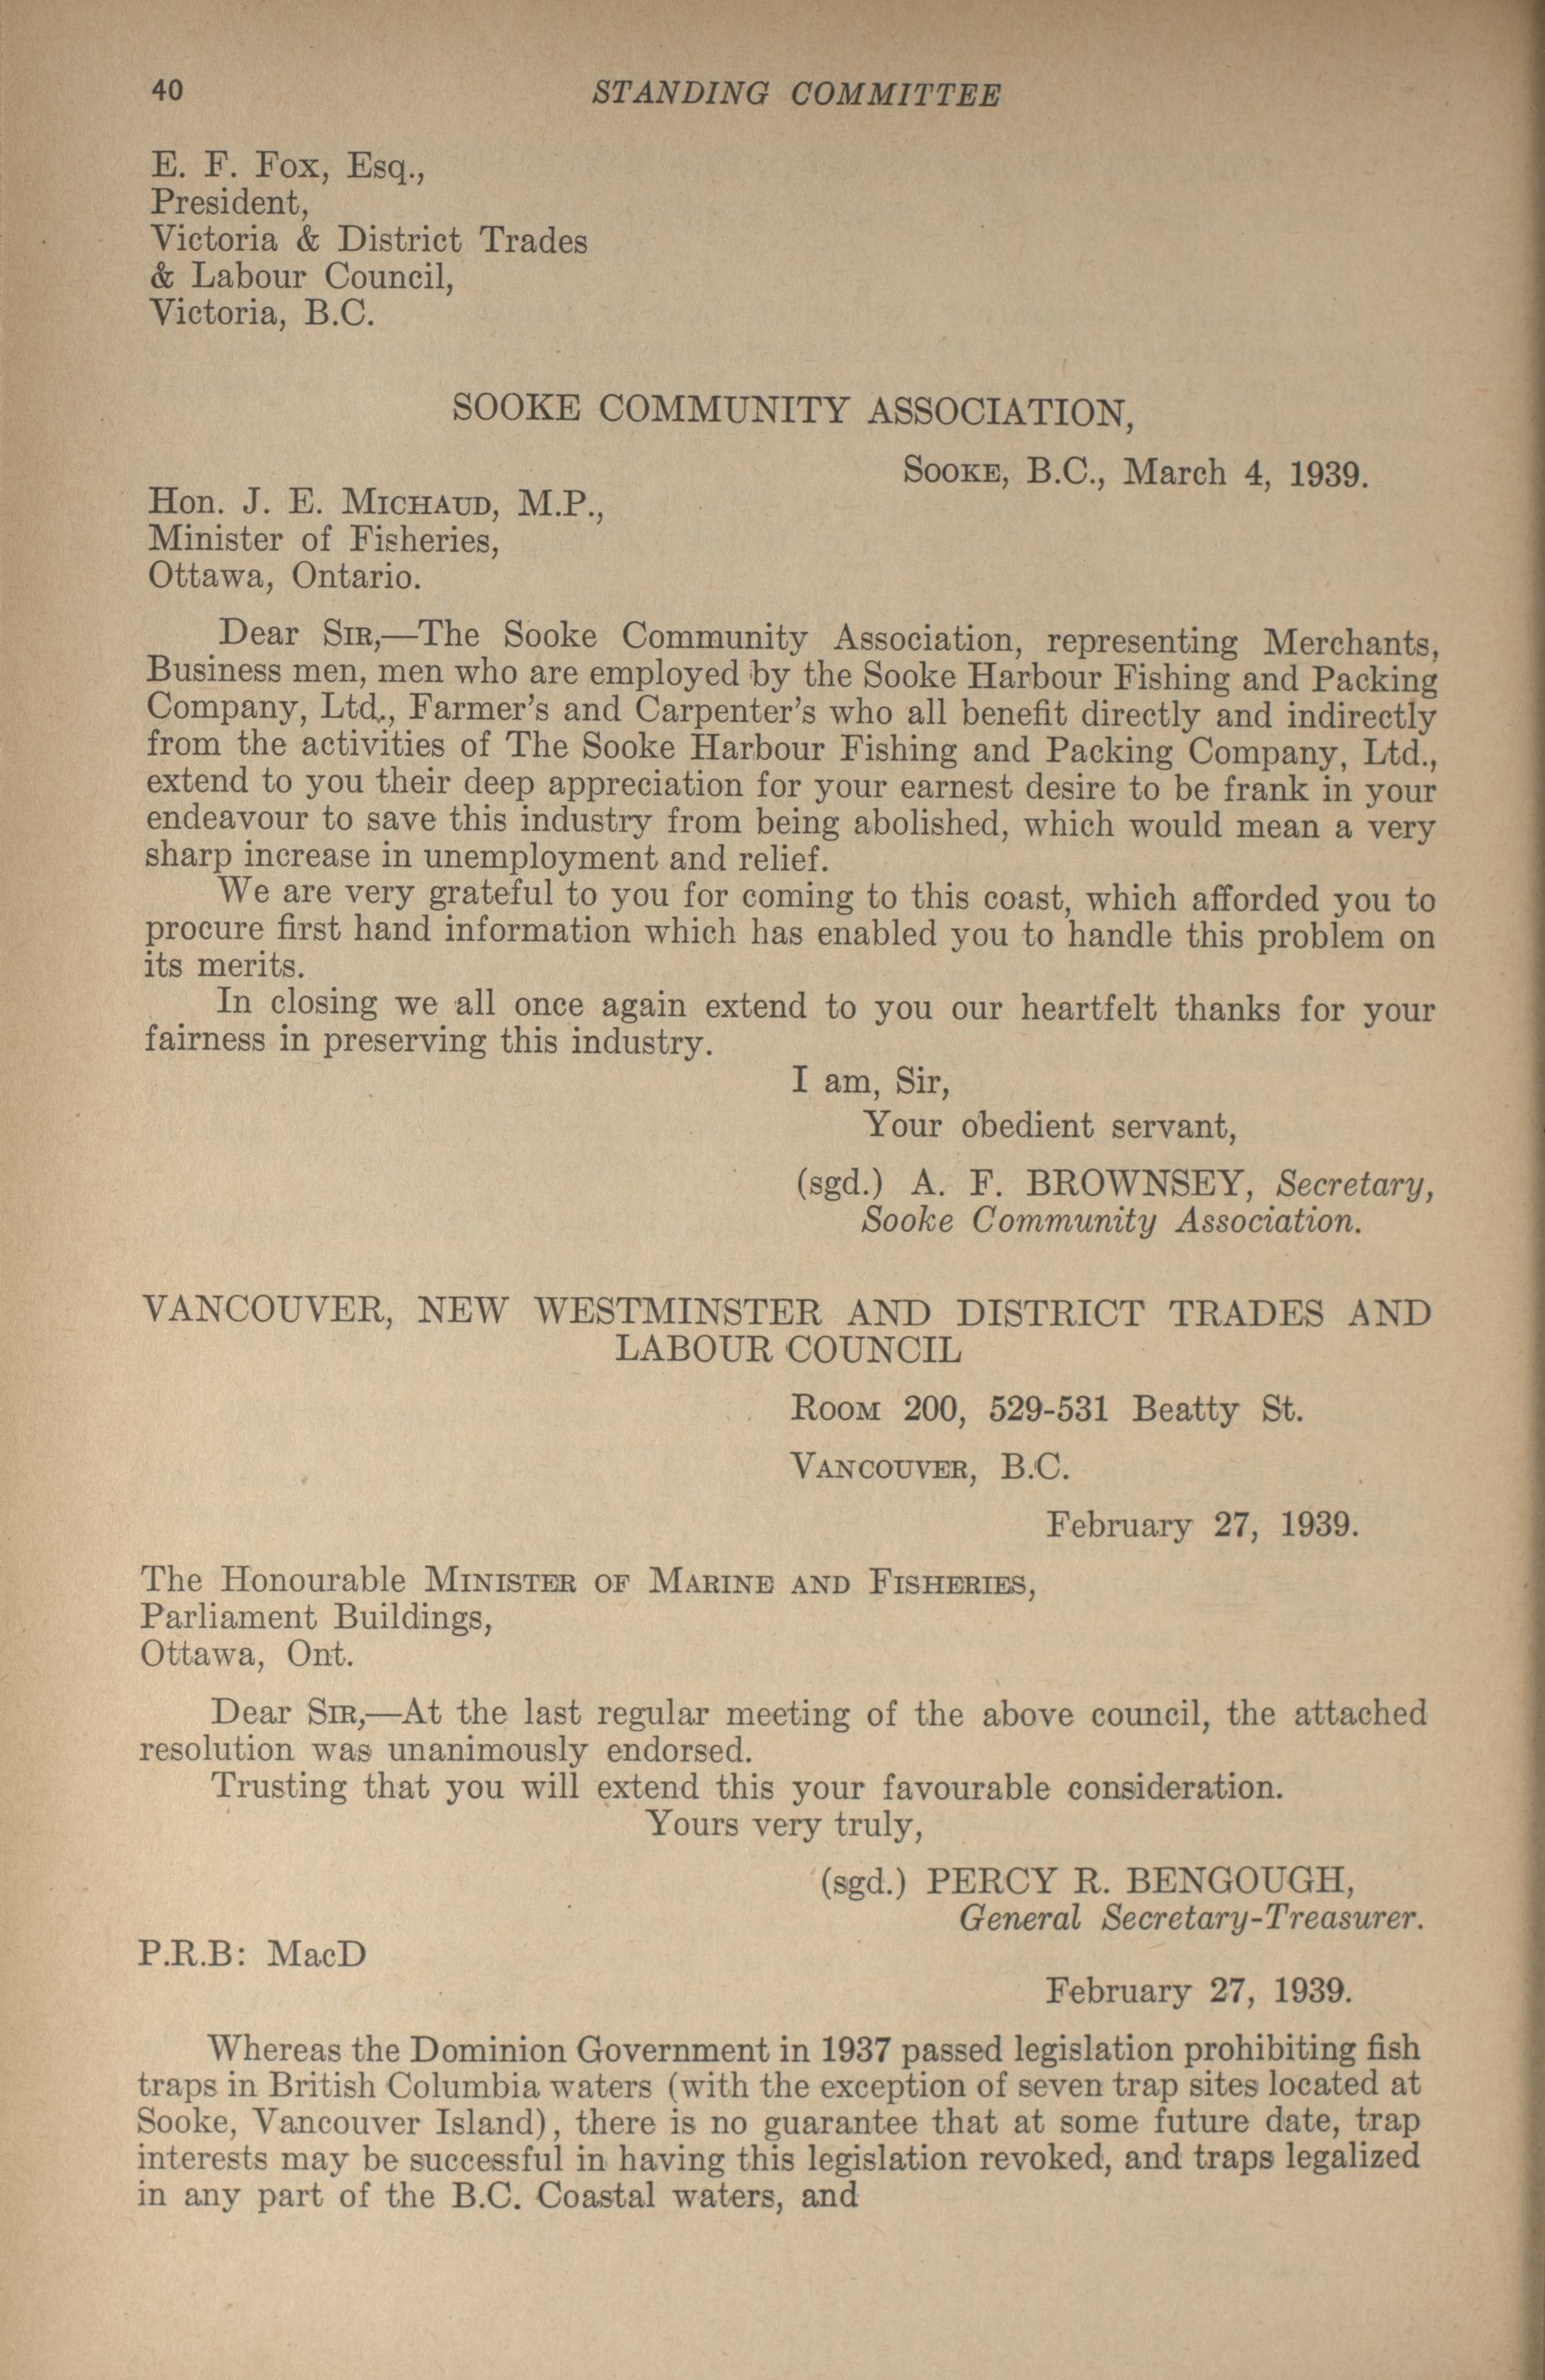 40
STANDING COMMITTEE
E. F. Fox, Esq.,
President,
Victoria & District Trades
& Labour Council,
Victoria, B.C.
SOOKE COMMUNITY ASSOCIATION,
SOOKE, B.C., March 4, 1939.
Hon. J. E. MICHAUD, M.P.,
Minister of Fisheries,
Ottawa, Ontario.
Dear SIR,—The Sooke Community Association, representing Merchants,
Business men, men who are employed by the Sooke Harbour Fishing and Packing
Company, Ltd., Farmer's and Carpenter's who all benefit directly and indirectly
from the activities of The Sooke Harbour Fishing and Packing Company, Ltd.,
extend to you their deep appreciation for your earnest desire to be frank in your
endeavour to save this industry from being abolished, which would mean a very
sharp increase in unemployment and relief.
We are very grateful to you for coming to this coast, which afforded you to
procure first hand information which has enabled you to handle this problem on
its merits.
In closing we all once again extend to you our heartfelt thanks for your
fairness in preserving this industry.
I am, Sir,
Your obedient servant,
(sgd.) A. F. BROWNSEY, Secretary,
Sooke Community Association.
VANCOUVER, NEW WESTMINSTER AND DISTRICT TRADES AND
LABOUR COUNCIL
ROOM 200, 529-531 Beatty St.
VANCOUVER, B.C.
February 27, 1939.
The Honourable MINISTER OF MARINE AND FISHERIES,
Parliament Buildings,
Ottawa, Ont.
Dear SIR,—At the last regular meeting of the above council, the attached
resolution was unanimously endorsed.
Trusting that you will extend this your favourable consideration.
Yours very truly,
(sgd.) PERCY R. BENGOUGH,
General Secretary-Treasurer.
P.R.B: MacD
February 27, 1939.
Whereas the Dominion Government in 1937 passed legislation prohibiting fish
traps in British Columbia waters (with the exception of seven trap sites located at
Sooke, Vancouver Island), there is no guarantee that at some future date, trap
interests may be successful in having this legislation revoked, and traps legalized
in any part of the B.C. Coastal waters, and